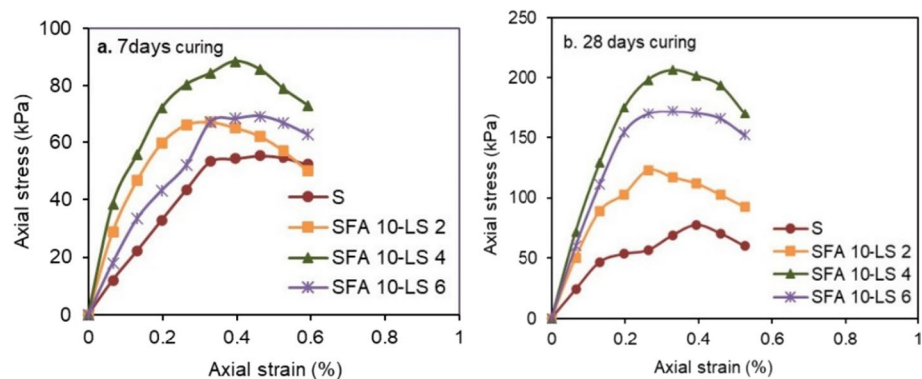 a. 7days curing
Axial stress (kPa)
100
80
60
40
20
0
0 0.2 0.4 0.6 0.8 1
Axial strain (%)
S
SFA 10-LS 2
SFA 10-LS 4
SFA 10-LS 6
b. 28 days curing
Axial stress (kPa)
250
200
150
100
50
0
0 0.2 0.4 0.6 0.8 1
Axial strain (%)
S
SFA 10-LS 2
SFA 10-LS 4
SFA 10-LS 6